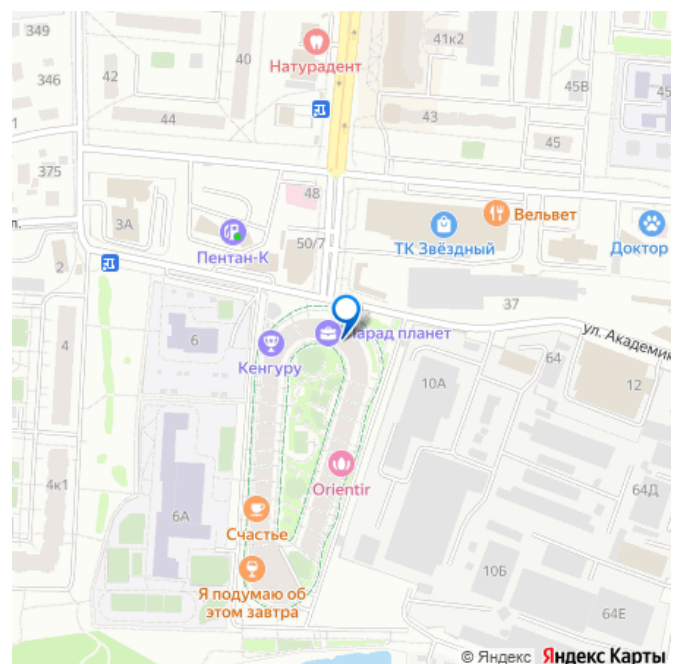 349
41к2
Натурадент
346
42
45В
45
44
43
45
1
375
48
3А
Вельвет
л.
50/7
Пентан-К
ТК Звёздный
Доктор
2
37
6
4
ул. Академик
Парад планет
64
Кенгуру
10А
12
Orientir
4к1
64Д
6А
Счастье
10Б
Я подумаю об
этом завтра
64Е
© Яндекс Яндекс Карты